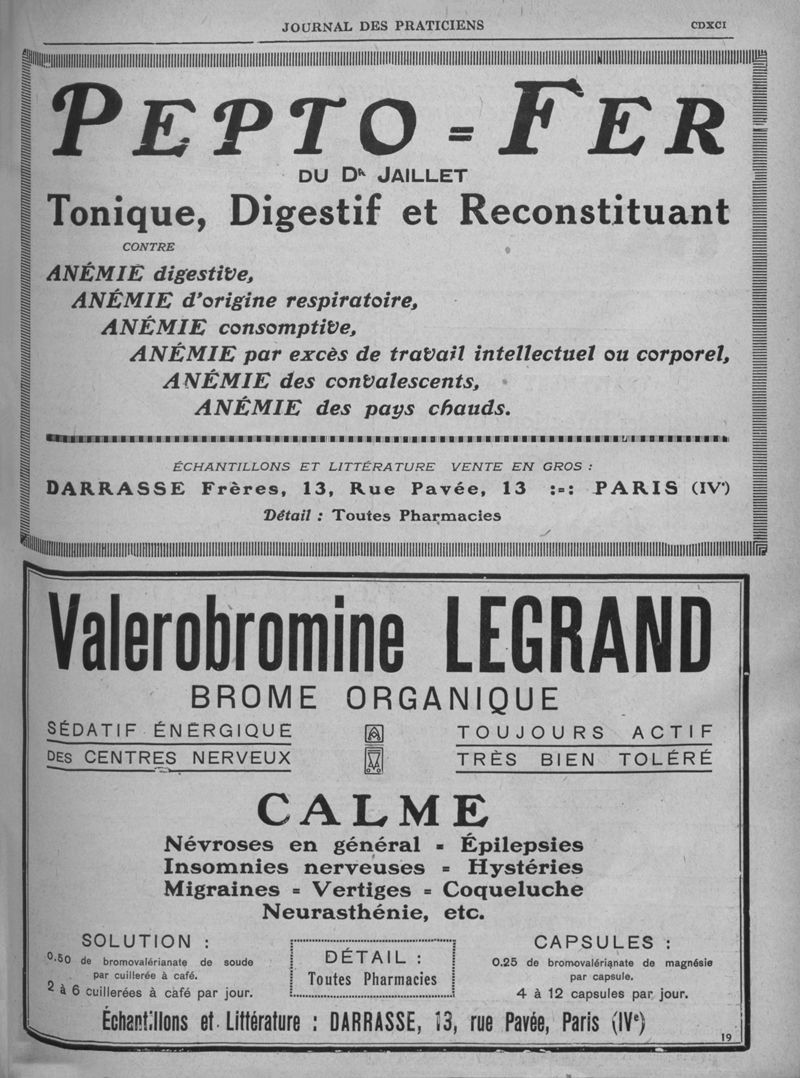 JOURNAL DES PRATICIENS CDXCI
PEPTO=FER
DU Dr JAILLET
Tonique, Digestif et Reconstituant
CONTRE
ANÉMIE digestive,
ANÉMIE d'origine respiratoire,
ANÉMIE consomptive,
ANÉMIE par excès de travail intellectuel ou corporel,
ANÉMIE des convalescents,
ANÉMIE des pays chauds.
ÉCHANTILLONS ET LITTÉRATURE VENTE EN GROS :
DARRASSE Frères, 13, Rue Pavée, 13 :=: PARIS (IVe)
Détail : Toutes Pharmacies
Valerobromine LEGRAND
BROME ORGANIQUE
SÉDATIF ÉNERGIQUE
DES CENTRES NERVEUX
TOUJOURS ACTIF
TRÈS BIEN TOLÉRÉ
CALME
Névroses en général = Épilepsies
Insomnies nerveuses = Hystéries
Migraines = Vertiges = Coqueluche
Neurasthénie, etc.
SOLUTION :
0.50 de bromovalérianate de soude
par cuillerée à café.
2 à 6 cuillerées à café par jour.
DÉTAIL :
Toutes Pharmacies
CAPSULES :
0.25 de bromovalérianate de magnésie
par capsule.
4 à 12 capsules par jour.
Échantillons et Littérature : DARRASSE, 13, rue Pavée, Paris (IVe)
19